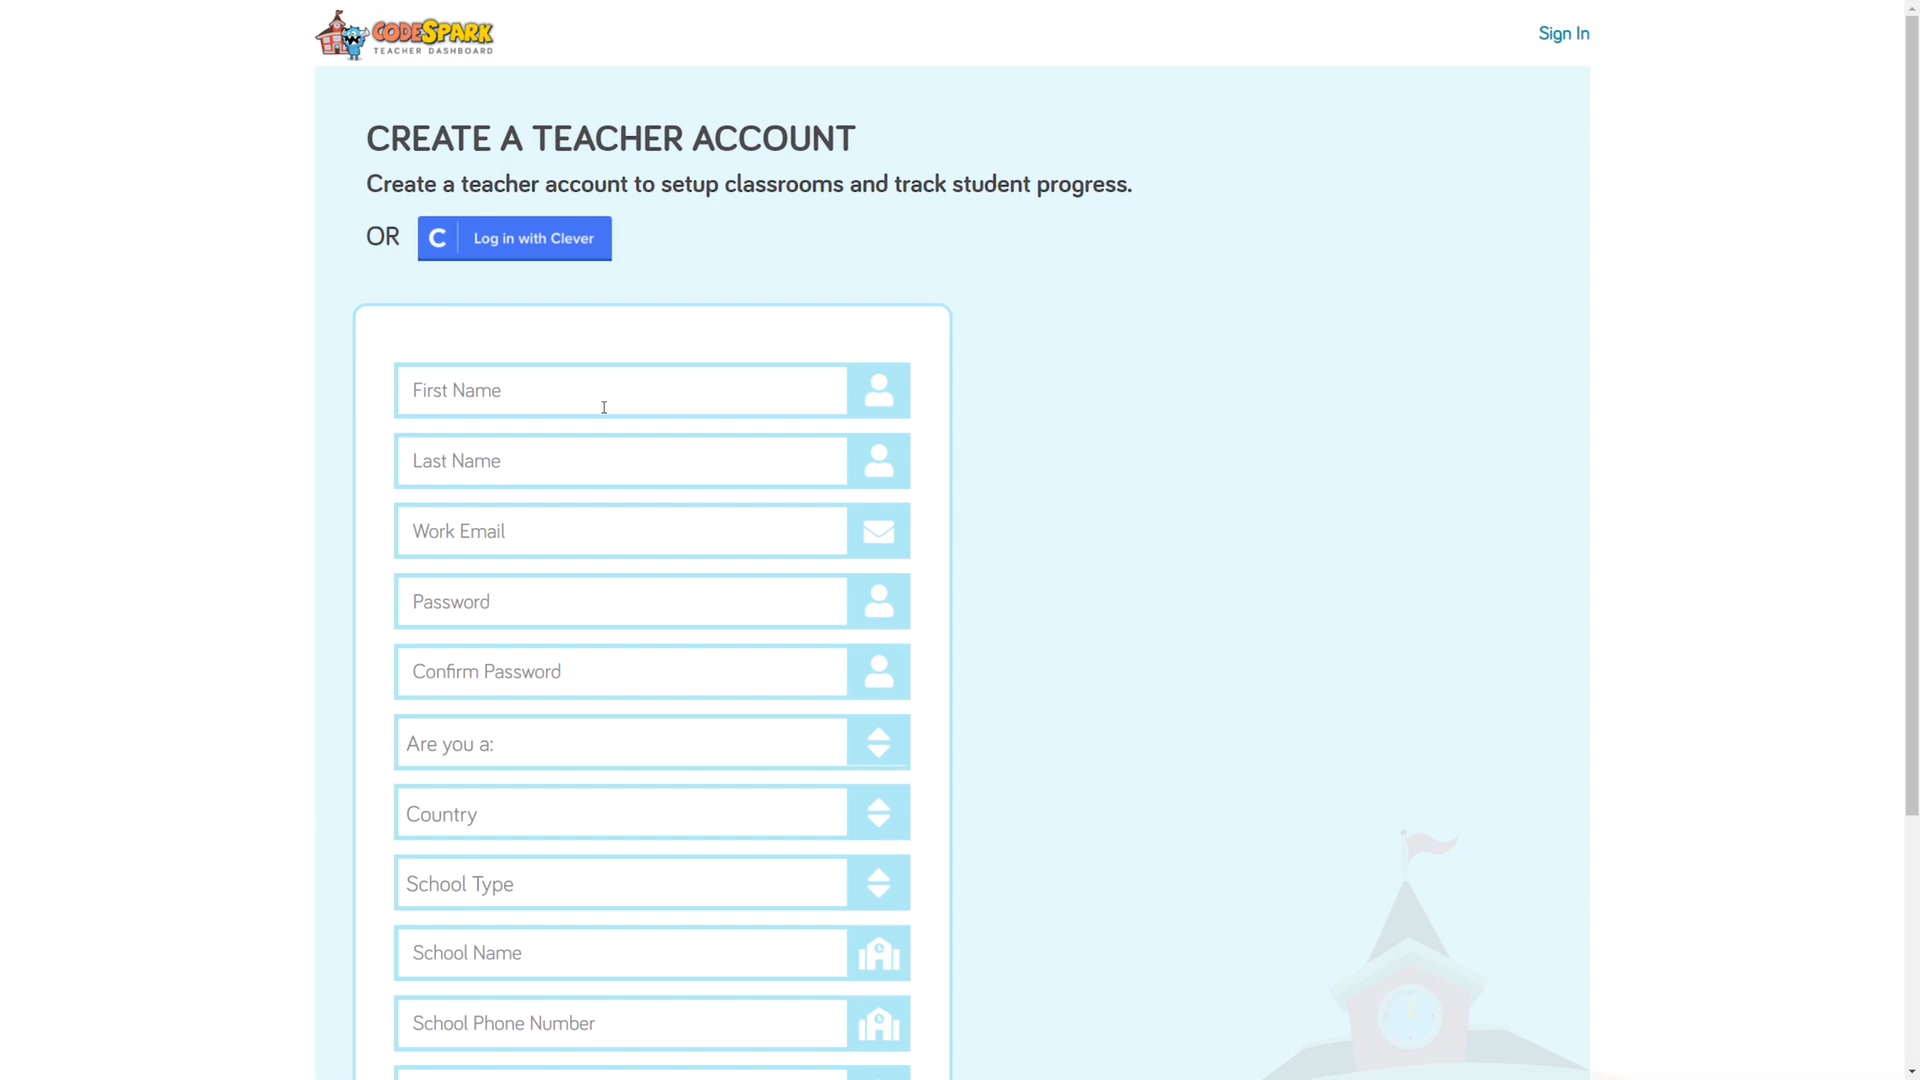 CODESPARK
TEACHER DASHBOARD
Sign In
CREATE A TEACHER ACCOUNT
Create a teacher account to setup classrooms and track student progress.
OR
C Log in with Clever
First Name
Last Name
Work Email
Password
Confirm Password
Are you a:
Country
School Type
School Name
School Phone Number